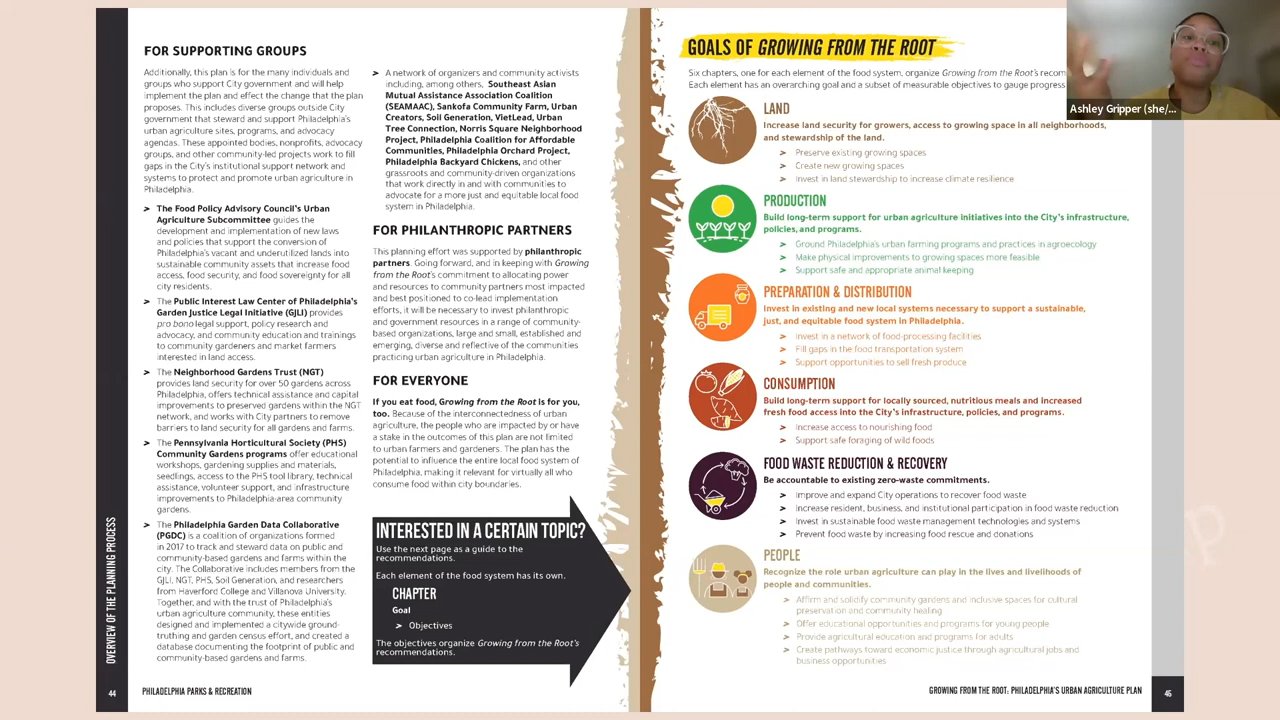 FOR SUPPORTING GROUPS
Additionally, this plan is for the many individuals and
groups who support City government and will help
implement the plan and effect the change that the plan
proposes. This includes diverse groups outside City
government that steward and support Philadelphia's
urban agriculture sites, programs, and advocacy
agendas. These appointed bodies, nonprofits, advocacy
groups, and other community-led projects work to fill
gaps in the City's institutional support network and
systems to protect and promote urban agriculture in
Philadelphia.
➤ The Food Policy Advisory Council's Urban
Agriculture Subcommittee guides the
development and implementation of new laws
and policies that support the conversion of
Philadelphia's vacant and underutilized lands into
sustainable community assets that increase food
access, food security, and food sovereignty for all
city residents.
➤ The Public Interest Law Center of Philadelphia's
Garden Justice Legal Initiative (GJLI) provides
pro bono legal support, policy research and
advocacy, and community education and trainings
to community gardeners and market farmers
interested in land access.
➤ The Neighborhood Gardens Trust (NGT)
provides land security for over 50 gardens across
Philadelphia, offers technical assistance and capital
improvements to preserved gardens within the NGT
network, and works with City partners to remove
barriers to land security for all gardens and farms.
➤ The Pennsylvania Horticultural Society (PHS)
Community Gardens programs offer educational
workshops, gardening supplies and materials,
seedlings, access to the PHS tool library, technical
assistance, volunteer support, and infrastructure
improvements to Philadelphia-area community
gardens.
➤ The Philadelphia Garden Data Collaborative
(PGDC) is a coalition of organizations formed
in 2017 to track and steward data on public and
community-based gardens and farms within the
city. The Collaborative includes members from the
GJLI, NGT, PHS, Soil Generation, and researchers
from Haverford College and Villanova University.
Together, and with the trust of Philadelphia's
urban agriculture community, these entities
designed and implemented a citywide ground-
truthing and garden census effort, and created a
database documenting the footprint of public and
community-based gardens and farms.
➤ A network of organizers and community activists
including, among others, Southeast Asian
Mutual Assistance Association Coalition
(SEAMAAC), Sankofa Community Farm, Urban
Creators, Soil Generation, VietLead, Urban
Tree Connection, Norris Square Neighborhood
Project, Philadelphia Coalition for Affordable
Communities, Philadelphia Orchard Project,
Philadelphia Backyard Chickens, and other
grassroots and community-driven organizations
that work directly in and with communities to
advocate for a more just and equitable local food
system in Philadelphia.
FOR PHILANTHROPIC PARTNERS
This planning effort was supported by philanthropic
partners. Going forward, and in keeping with Growing
from the Root's commitment to allocating power
and resources to community partners most impacted
and best positioned to co-lead implementation
efforts, it will be necessary to invest philanthropic
and government resources in a range of community-
based organizations, large and small, established and
emerging, diverse and reflective of the communities
practicing urban agriculture in Philadelphia.
FOR EVERYONE
If you eat food, Growing from the Root is for you,
too. Because of the interconnectedness of urban
agriculture, the people who are impacted by or have
a stake in the outcomes of this plan are not limited
to urban farmers and gardeners. The plan has the
potential to influence the entire local food system of
Philadelphia, making it relevant for virtually all who
consume food within city boundaries.
INTERESTED IN A CERTAIN TOPIC?
Use the next page as a guide to the
recommendations.
Each element of the food system has its own.
CHAPTER
Goal
➤ Objectives
The objectives organize Growing from the Root's
recommendations.
OVERVIEW OF THE PLANNING PROCESS
44
PHILADELPHIA PARKS & RECREATION
GOALS OF GROWING FROM THE ROOT
Six chapters, one for each element of the food system, organize Growing from the Root's recom
Each element has an overarching goal and a subset of measurable objectives to gauge progress
LAND
Increase land security for growers, access to growing space in all neighborhoods,
and stewardship of the land.
➤ Preserve existing growing spaces
➤ Create new growing spaces
➤ Invest in land stewardship to increase climate resilience
PRODUCTION
Build long-term support for urban agriculture initiatives into the City's infrastructure,
policies, and programs.
➤ Ground Philadelphia's urban farming programs and practices in agroecology
➤ Make physical improvements to growing spaces more feasible
➤ Support safe and appropriate animal keeping
PREPARATION & DISTRIBUTION
Invest in existing and new local systems necessary to support a sustainable,
just, and equitable food system in Philadelphia.
➤ Invest in a network of food-processing facilities
➤ Fill gaps in the food transportation system
➤ Support opportunities to sell fresh produce
CONSUMPTION
Build long-term support for locally sourced, nutritious meals and increased
fresh food access into the City's infrastructure, policies, and programs.
➤ Increase access to nourishing food
➤ Support safe foraging of wild foods
FOOD WASTE REDUCTION & RECOVERY
Be accountable to existing zero-waste commitments.
➤ Improve and expand City operations to recover food waste
➤ Increase resident, business, and institutional participation in food waste reduction
➤ Invest in sustainable food waste management technologies and systems
➤ Prevent food waste by increasing food rescue and donations
PEOPLE
Recognize the role urban agriculture can play in the lives and livelihoods of
people and communities.
➤ Affirm and solidify community gardens and inclusive spaces for cultural
preservation and community healing
➤ Offer educational opportunities and programs for young people
➤ Provide agricultural education and programs for adults
➤ Create pathways toward economic justice through agricultural jobs and
business opportunities
GROWING FROM THE ROOT: PHILADELPHIA'S URBAN AGRICULTURE PLAN
45
Ashley Gripper (she/...
p